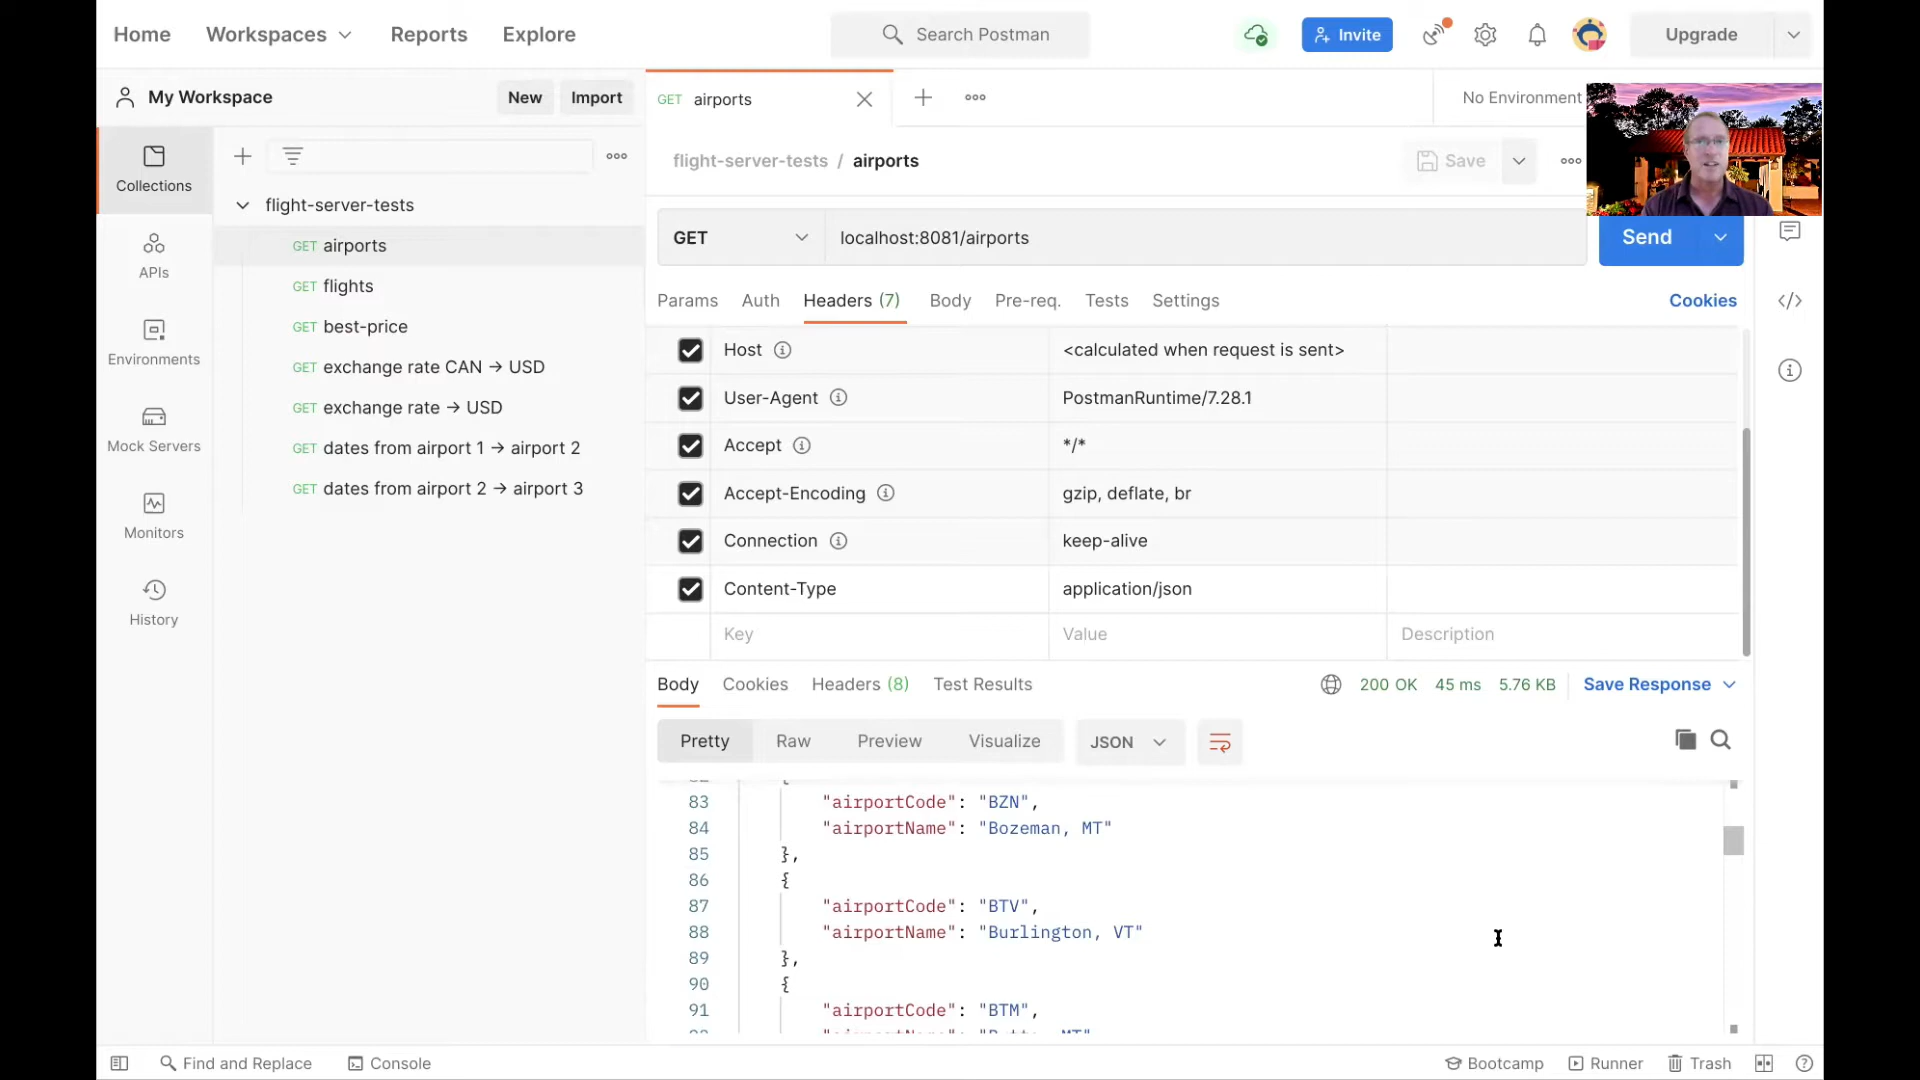 Home
Workspaces
Reports
Explore
Search Postman
Invite
Upgrade
My Workspace
New
Import
GET airports
No Environment
Collections
APIs
Environments
Mock Servers
Monitors
History
flight-server-tests
GET airports
GET flights
GET best-price
GET exchange rate CAN → USD
GET exchange rate → USD
GET dates from airport 1 → airport 2
GET dates from airport 2 → airport 3
flight-server-tests / airports
Save
GET
localhost:8081/airports
Send
Params
Auth
Headers (7)
Body
Pre-req.
Tests
Settings
Cookies
Host <calculated when request is sent>
User-Agent PostmanRuntime/7.28.1
Accept */*
Accept-Encoding gzip, deflate, br
Connection keep-alive
Content-Type application/json
Key Value Description
Body
Cookies
Headers (8)
Test Results
200 OK 45 ms 5.76 KB
Save Response
Pretty
Raw
Preview
Visualize
JSON
83 "airportCode": "BZN",
84 "airportName": "Bozeman, MT"
85 },
86 {
87 "airportCode": "BTV",
88 "airportName": "Burlington, VT"
89 },
90 {
91 "airportCode": "BTM",
Find and Replace
Console
Bootcamp
Runner
Trash